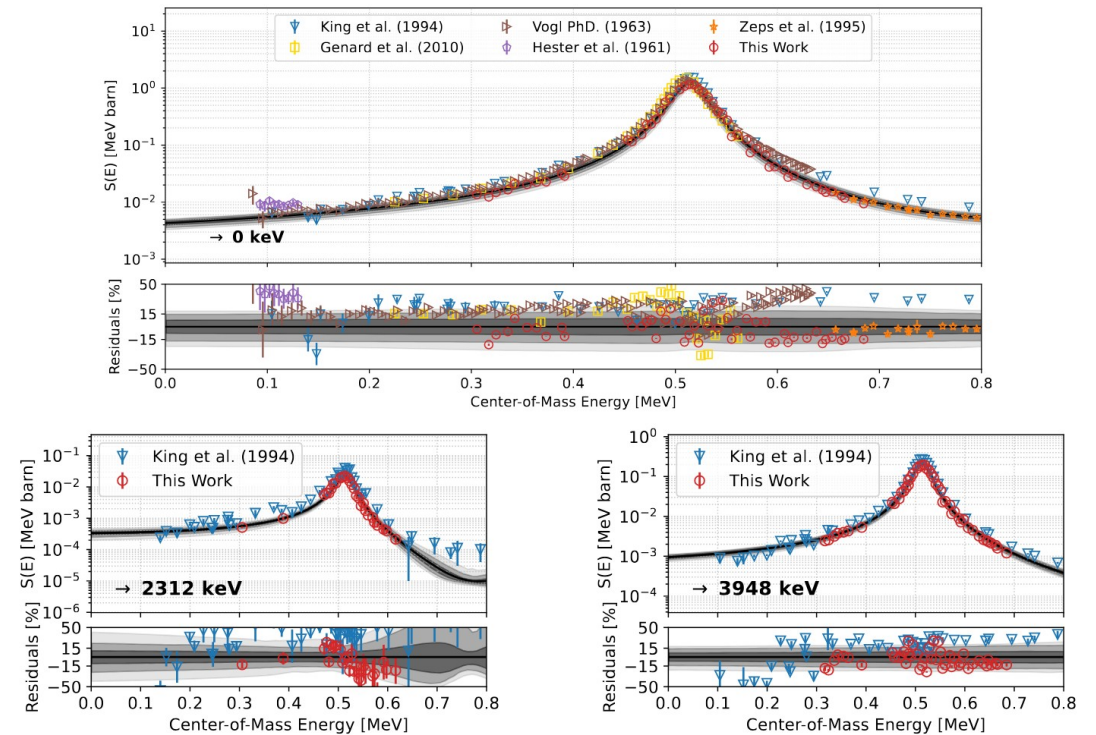 King et al. (1994)
Vogl PhD. (1963)
Zeps et al. (1995)
Genard et al. (2010)
Hester et al. (1961)
This Work
S(E) [MeV barn]
10¹
10⁰
10⁻¹
10⁻²
10⁻³
→ 0 keV
Residuals [%]
50
15
−15
−50
0.0 0.1 0.2 0.3 0.4 0.5 0.6 0.7 0.8
Center-of-Mass Energy [MeV]
King et al. (1994)
This Work
S(E) [MeV barn]
10⁻¹
10⁻²
10⁻³
10⁻⁴
10⁻⁵
10⁻⁶
→ 2312 keV
Residuals [%]
50
15
−15
−50
0.0 0.1 0.2 0.3 0.4 0.5 0.6 0.7 0.8
Center-of-Mass Energy [MeV]
King et al. (1994)
This Work
S(E) [MeV barn]
10⁰
10⁻¹
10⁻²
10⁻³
10⁻⁴
→ 3948 keV
Residuals [%]
50
15
−15
−50
0.0 0.1 0.2 0.3 0.4 0.5 0.6 0.7 0.8
Center-of-Mass Energy [MeV]